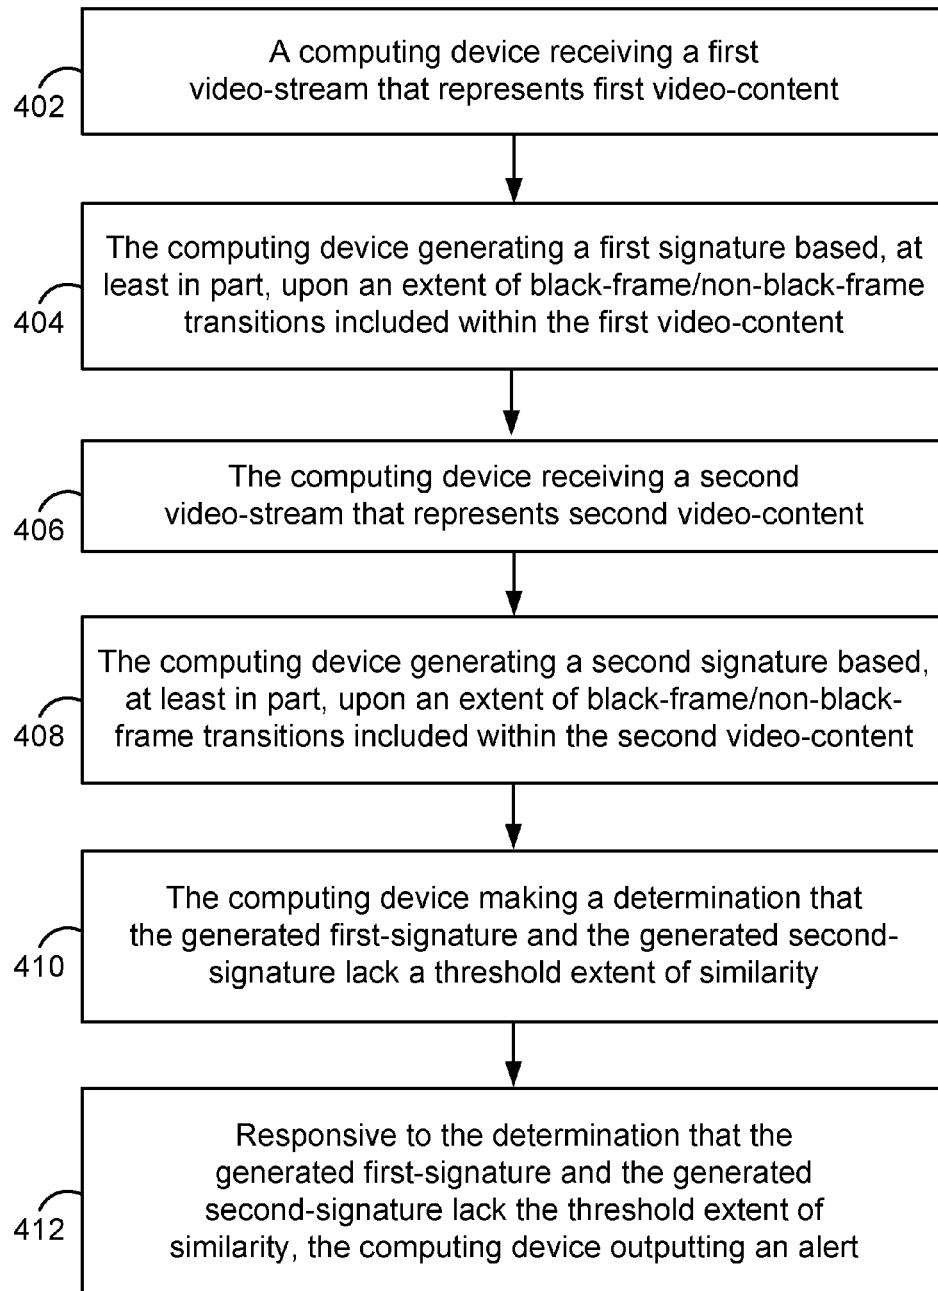 A computing device receiving a first
video-stream that represents first video-content
402
The computing device generating a first signature based, at
least in part, upon an extent of black-frame/non-black-frame
transitions included within the first video-content
404
The computing device receiving a second
video-stream that represents second video-content
406
The computing device generating a second signature based,
at least in part, upon an extent of black-frame/non-black-
frame transitions included within the second video-content
408
The computing device making a determination that
the generated first-signature and the generated second-
signature lack a threshold extent of similarity
410
Responsive to the determination that the
generated first-signature and the generated
second-signature lack the threshold extent of
similarity, the computing device outputting an alert
412